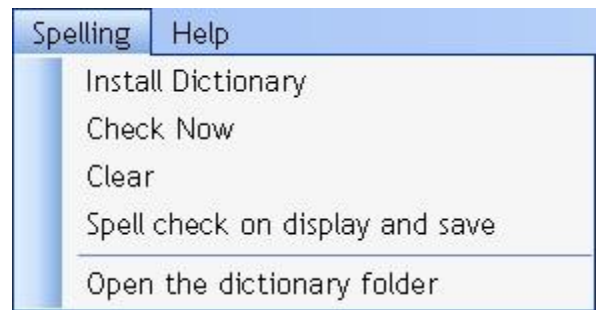 Spelling Help
Install Dictionary
Check Now
Clear
Spell check on display and save
Open the dictionary folder